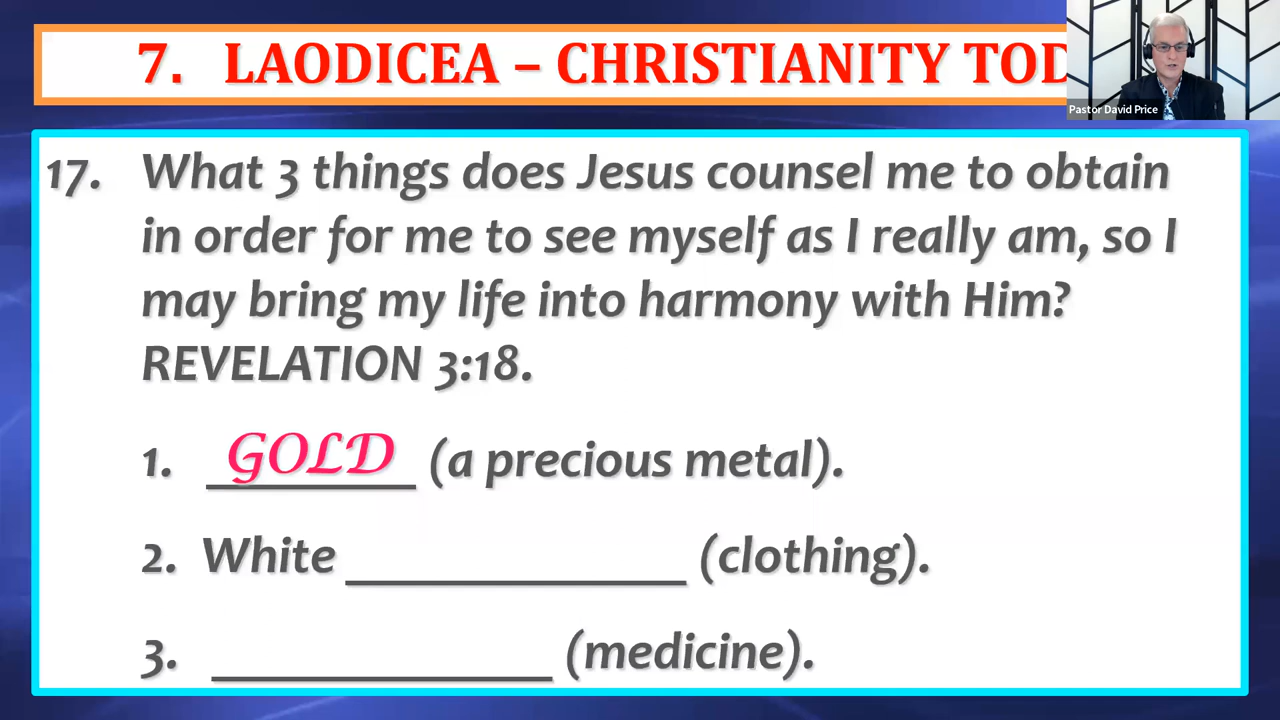 7. LAODICEA – CHRISTIANITY TOD
Pastor David Price
17. What 3 things does Jesus counsel me to obtain
in order for me to see myself as I really am, so I
may bring my life into harmony with Him?
REVELATION 3:18.
1. GOLD (a precious metal).
2. White ______________ (clothing).
3. ______________ (medicine).